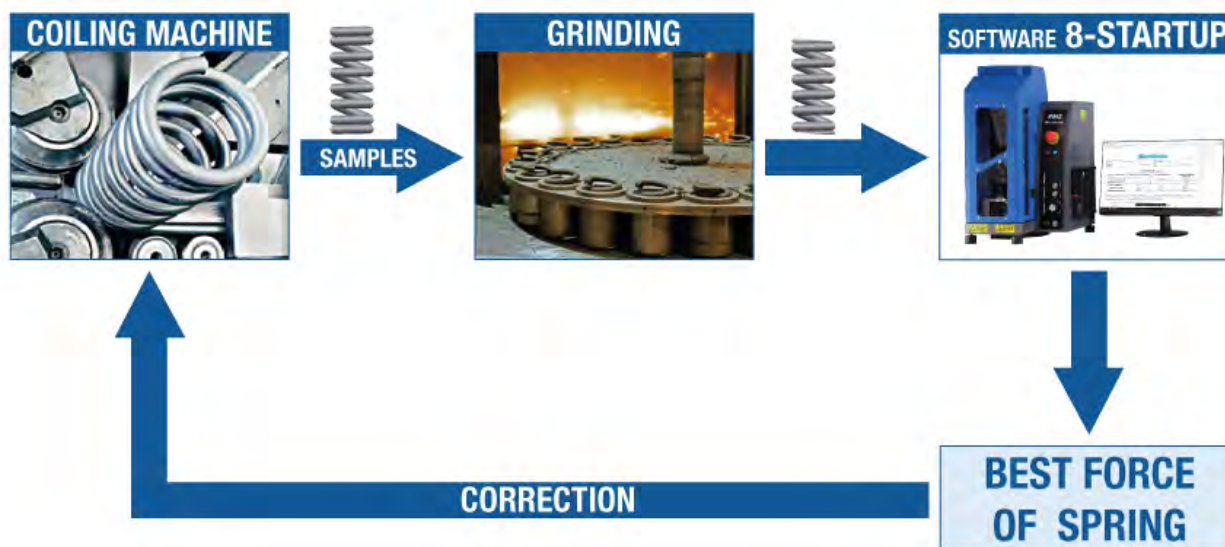 COILING MACHINE
GRINDING
SOFTWARE 8-STARTUP
SAMPLES
BEST FORCE
OF SPRING
CORRECTION